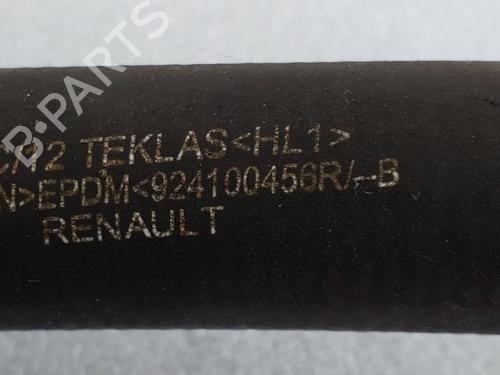 B-PARTS
2 TEKLAS<HL1>
N>EPDM<924100456R/--B
RENAULT